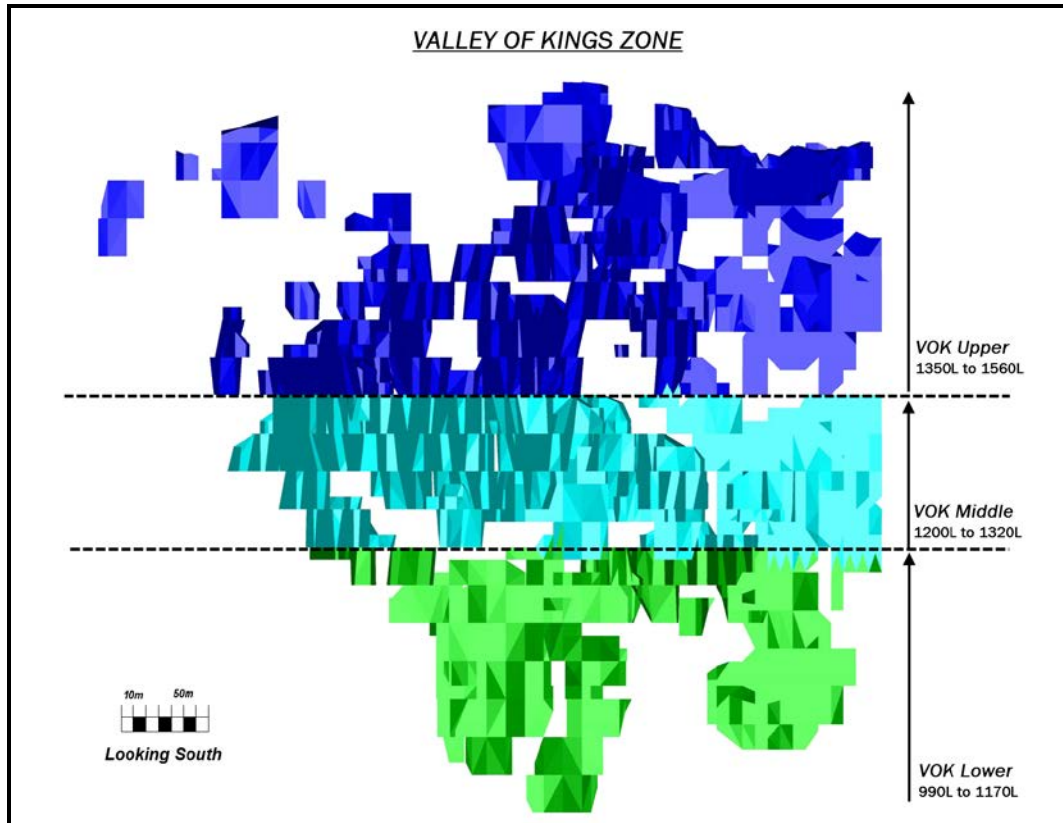 VALLEY OF KINGS ZONE
VOK Upper
1350L to 1560L
VOK Middle
1200L to 1320L
10m 50m
Looking South
VOK Lower
990L to 1170L